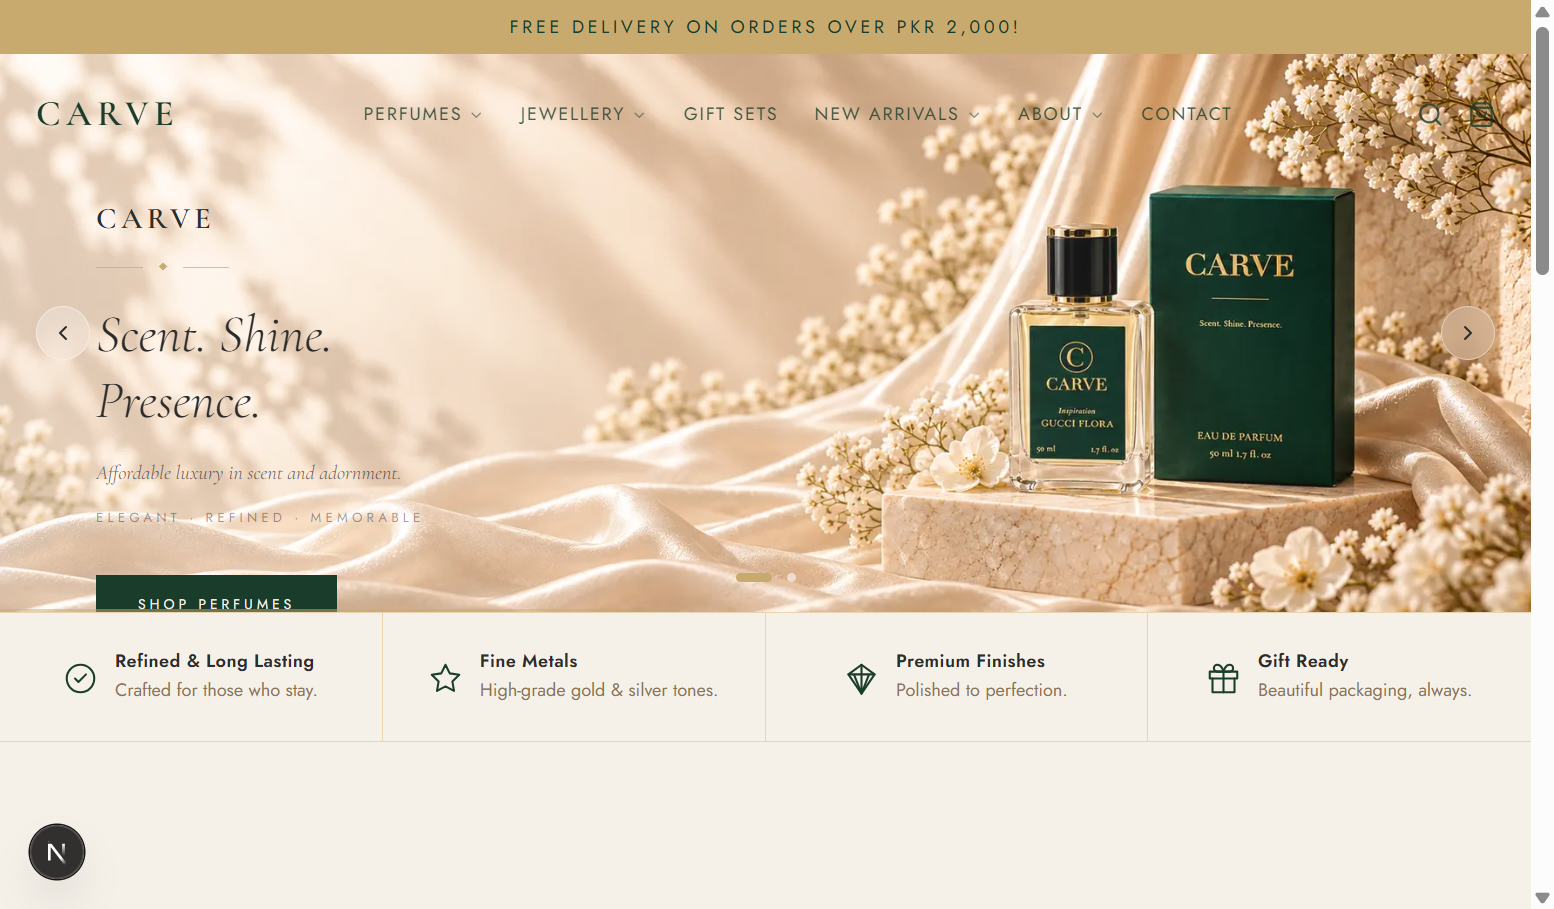 FREE DELIVERY ON ORDERS OVER PKR 2,000!
CARVE
PERFUMES
JEWELLERY
GIFT SETS
NEW ARRIVALS
ABOUT
CONTACT
CARVE
Scent. Shine.
Presence.
Affordable luxury in scent and adornment.
ELEGANT · REFINED · MEMORABLE
SHOP PERFUMES
C
CARVE
Inspiration
GUCCI FLORA
50 ml 1.7 fl. oz
CARVE
Scent. Shine. Presence.
EAU DE PARFUM
50 ml 1.7 fl. oz
Refined & Long Lasting
Crafted for those who stay.
Fine Metals
High-grade gold & silver tones.
Premium Finishes
Polished to perfection.
Gift Ready
Beautiful packaging, always.
N